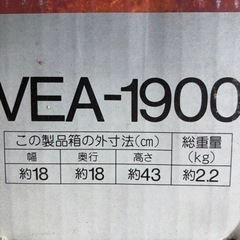 VEA-1900
この製品箱の外寸法(cm) 総重量
幅 奥行 高さ (kg)
約18 約18 約43 約2.2